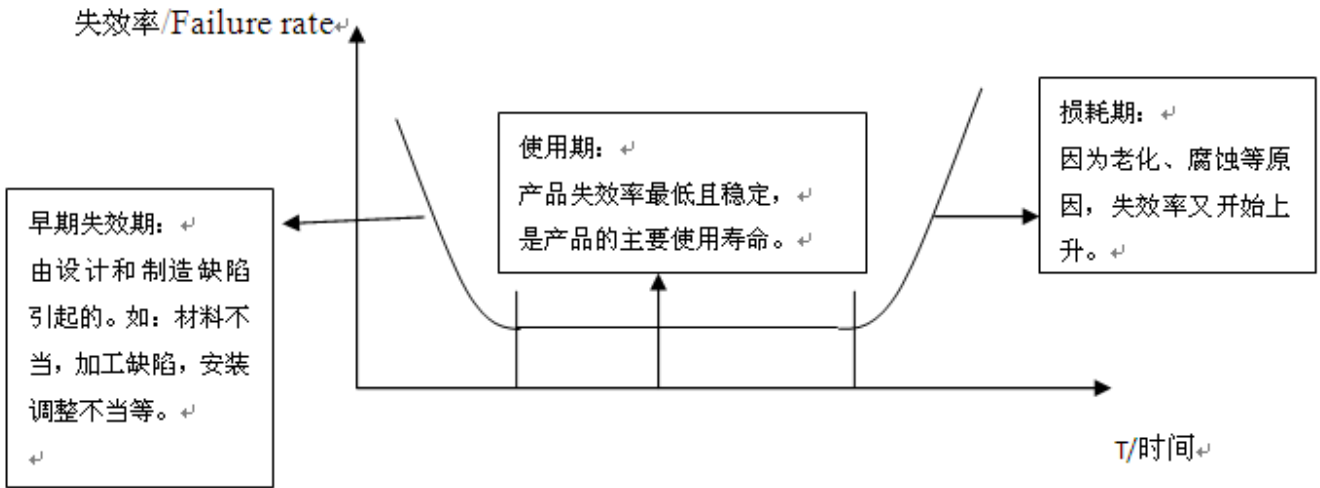 失效率/Failure rate
早期失效期：
由设计和制造缺陷
引起的。如：材料不
当，加工缺陷，安装
调整不当等。
使用期：
产品失效率最低且稳定，
是产品的主要使用寿命。
损耗期：
因为老化、腐蚀等原
因，失效率又开始上
升。
T/时间